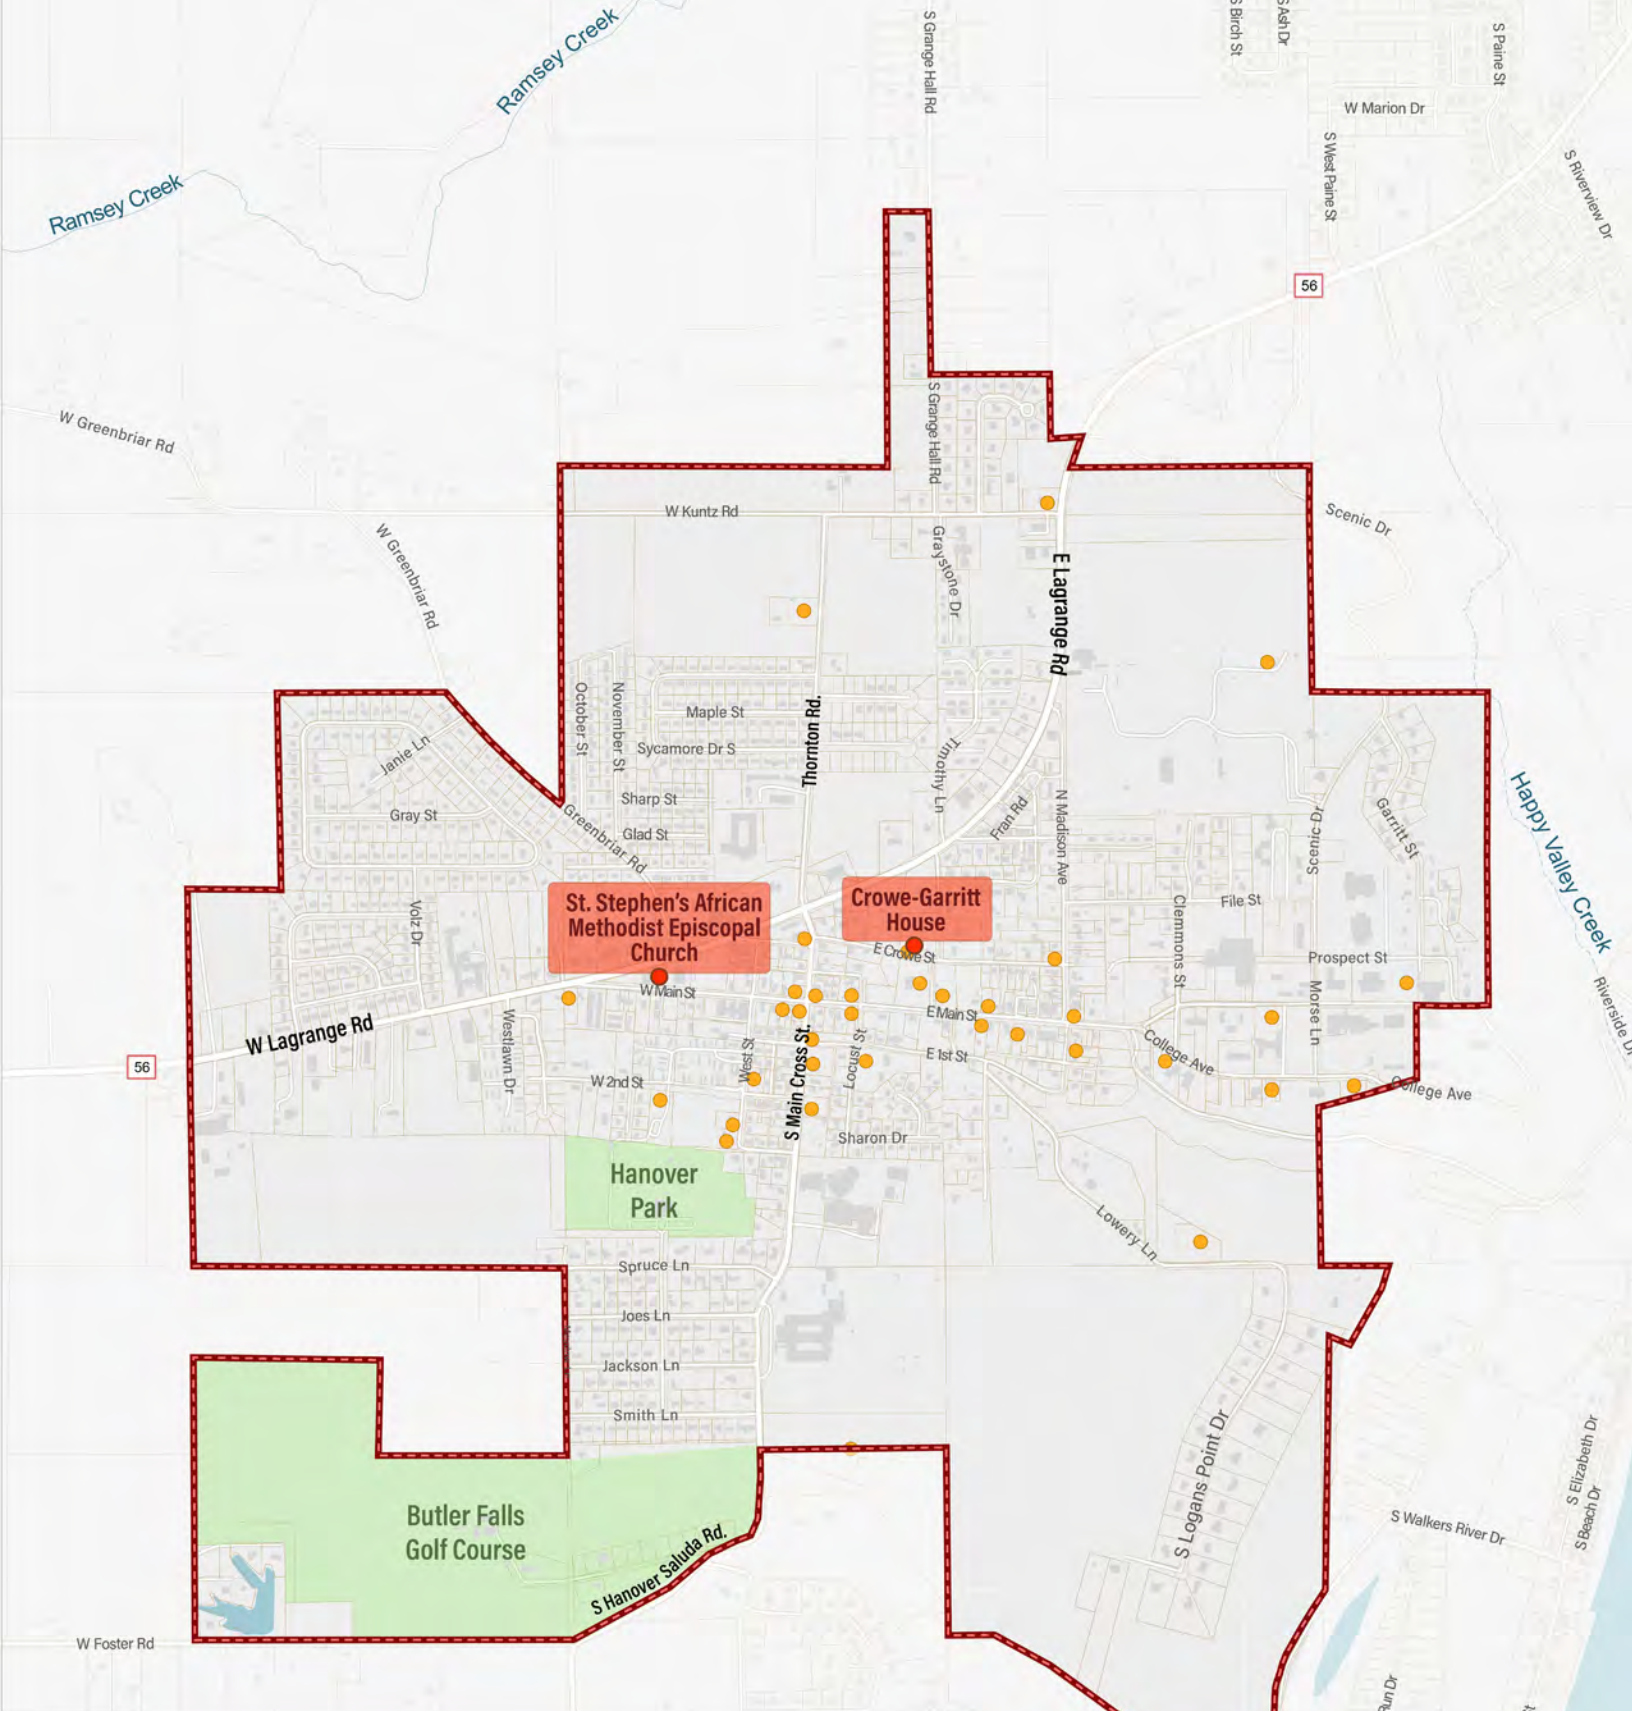 S Grange Hall Rd
S Birch St
S Ash Dr
S Paine St
Ramsey Creek
W Marion Dr
S West Paine St
S Riverview Dr
Ramsey Creek
56
W Greenbriar Rd
S Grange Hall Rd
W Kuntz Rd
Scenic Dr
W Greenbriar Rd
Graystone Dr
E Lagrange Rd
October St
November St
Maple St
Thornton Rd.
Sycamore Dr S
Timothy Ln
Janie Ln
Sharp St
Gray St
Glad St
Greenbriar Rd
Fran Rd
N Madison Ave
Scenic Dr
Garritt St
Happy Valley Creek
St. Stephen's African
Methodist Episcopal
Church
Crowe-Garritt
House
Volz Dr
Clemmons St
File St
E Crowe St
Prospect St
W Main St
E Main St
Morse Ln
Riverside Dr
W Lagrange Rd
56
Westlawn Dr
West St
S Main Cross St.
Locust St
E 1st St
College Ave
W 2nd St
College Ave
Sharon Dr
Hanover
Park
Lowery Ln
Spruce Ln
Joes Ln
Jackson Ln
Smith Ln
S Logans Point Dr
Butler Falls
Golf Course
S Hanover Saluda Rd.
S Walkers River Dr
S Elizabeth Dr
S Beach Dr
W Foster Rd
Run Dr